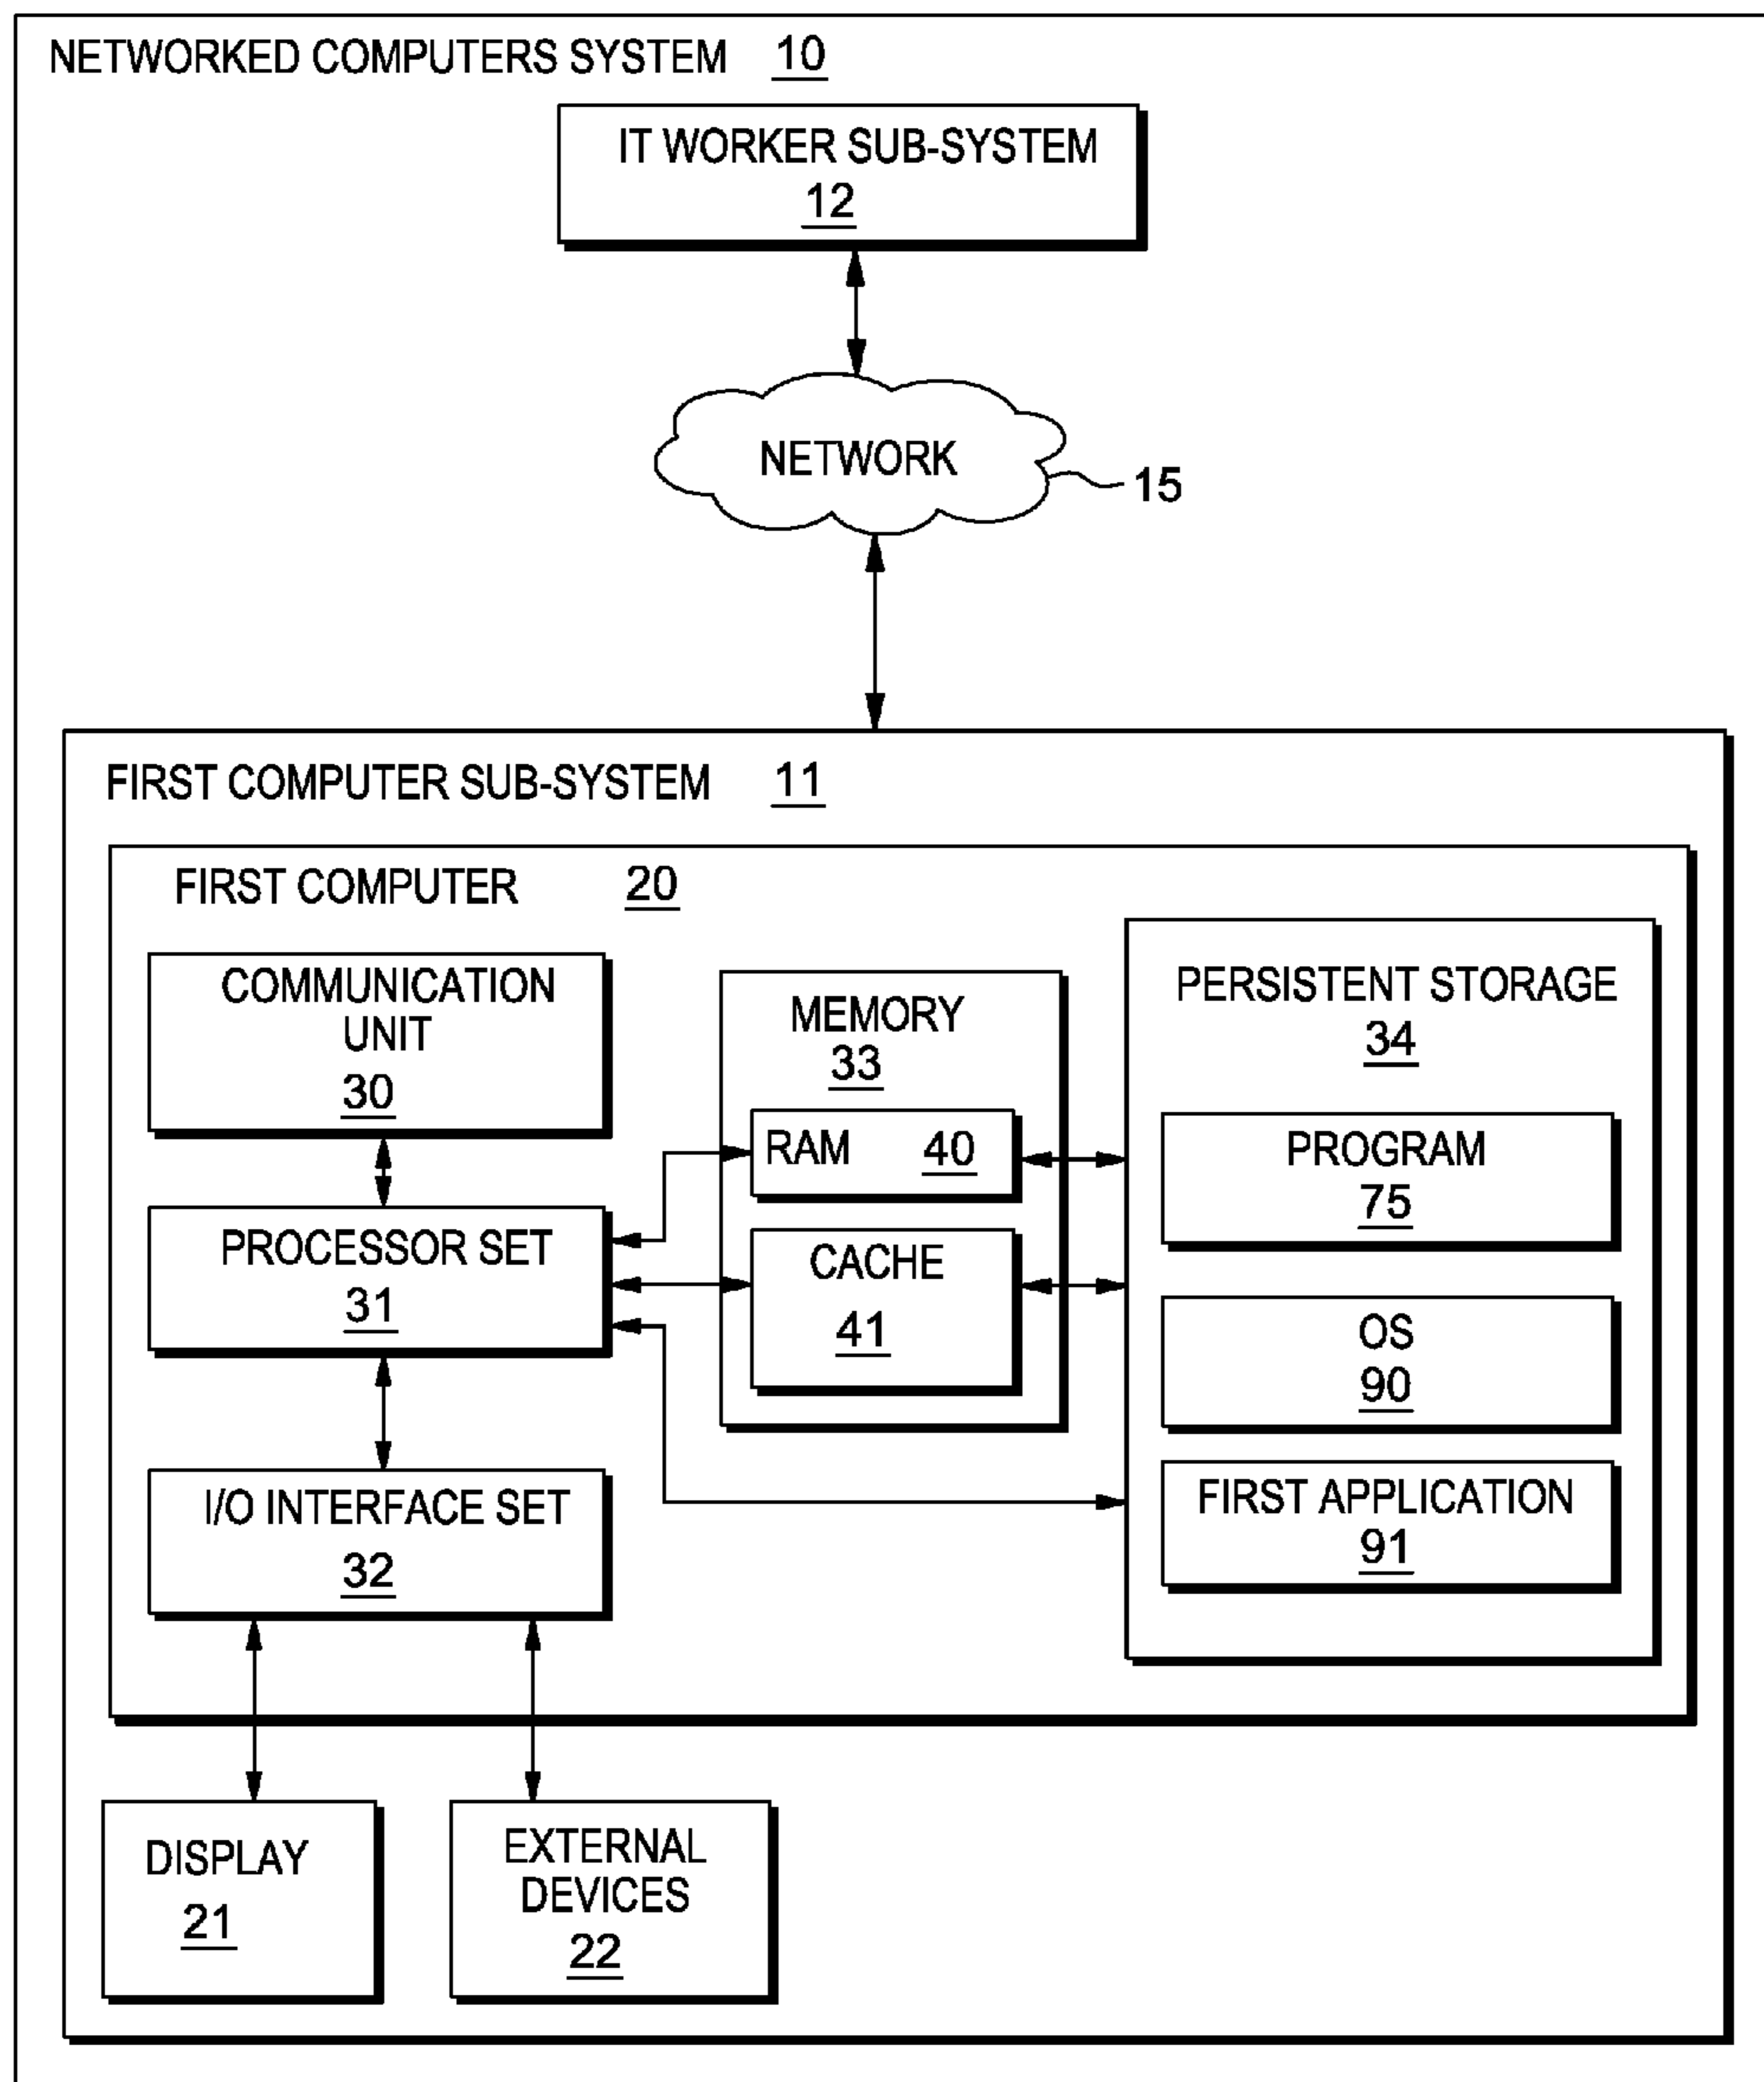 NETWORKED COMPUTERS SYSTEM 10
IT WORKER SUB-SYSTEM
12
NETWORK
15
FIRST COMPUTER SUB-SYSTEM 11
FIRST COMPUTER 20
COMMUNICATION
UNIT
30
PROCESSOR SET
31
I/O INTERFACE SET
32
MEMORY
33
RAM 40
CACHE
41
PERSISTENT STORAGE
34
PROGRAM
75
OS
90
FIRST APPLICATION
91
DISPLAY
21
EXTERNAL
DEVICES
22